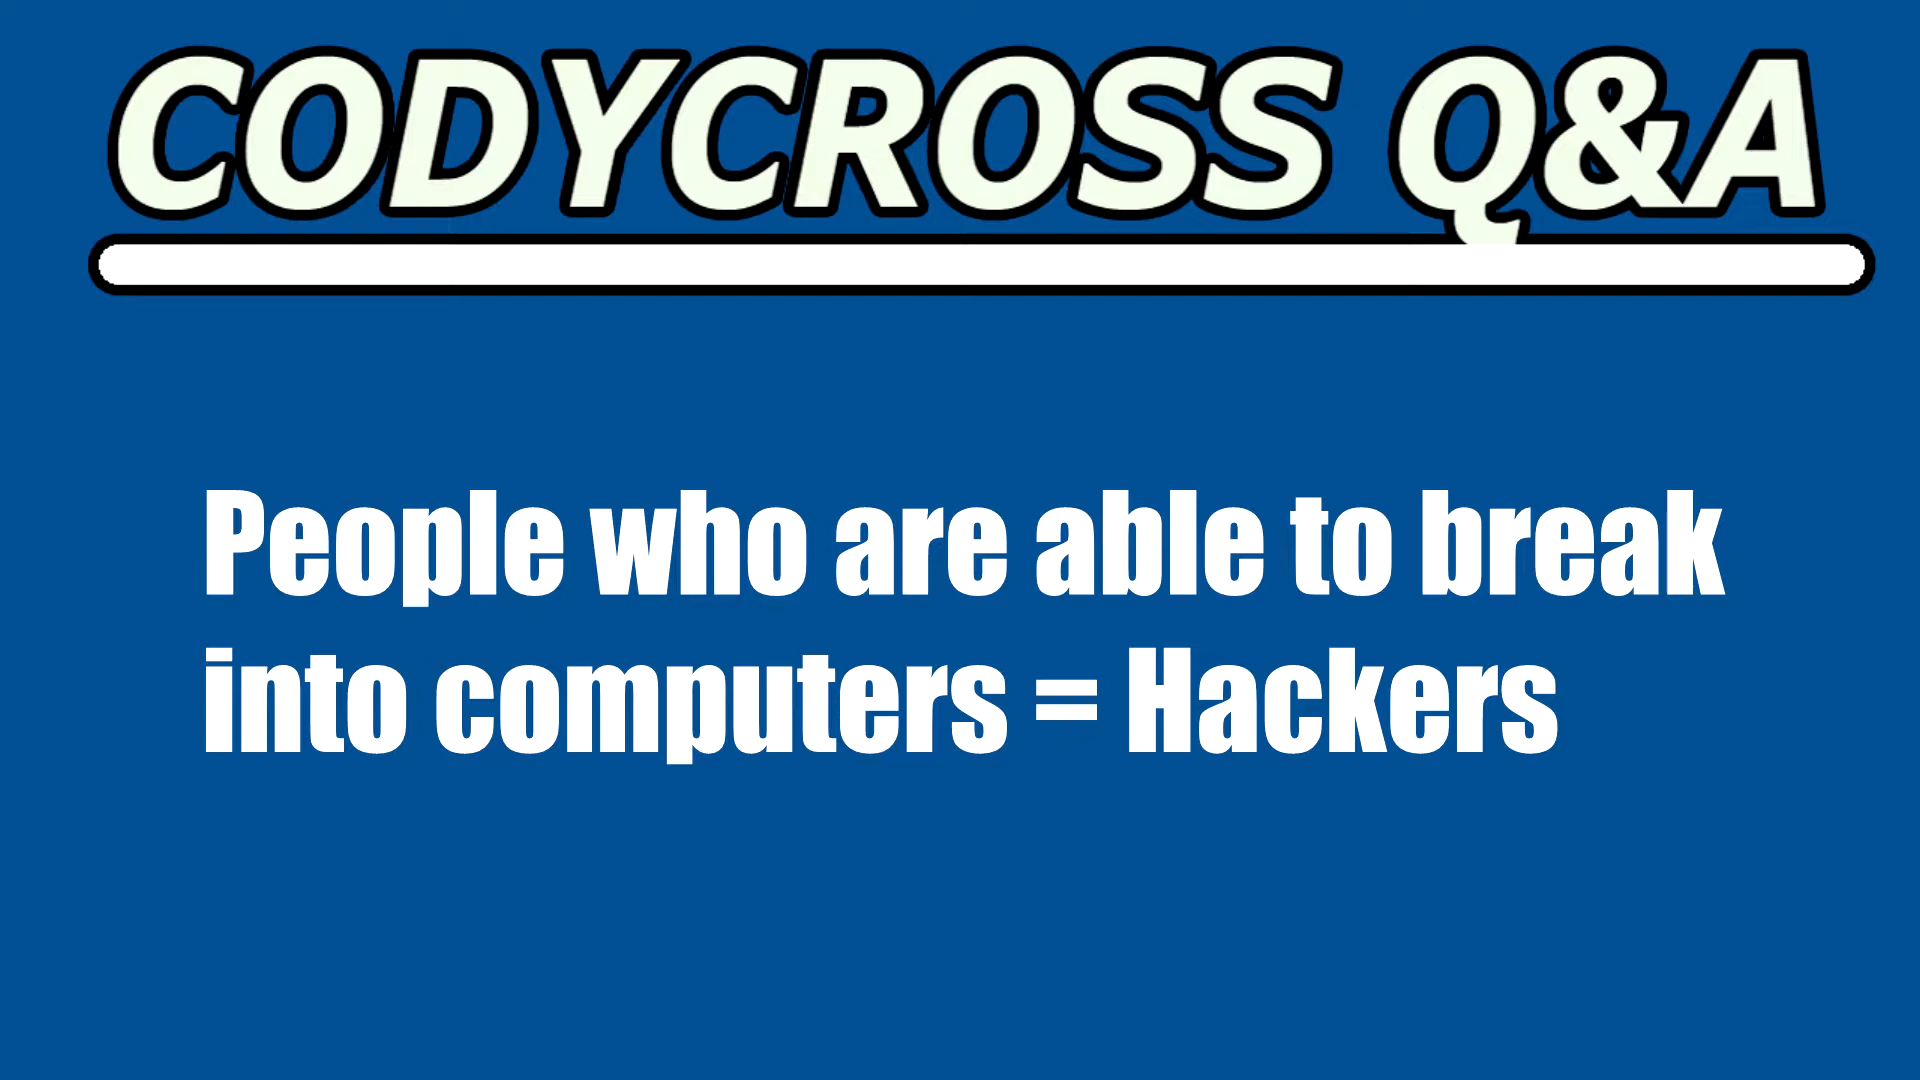 CODYCROSS Q&A
People who are able to break
into computers = Hackers